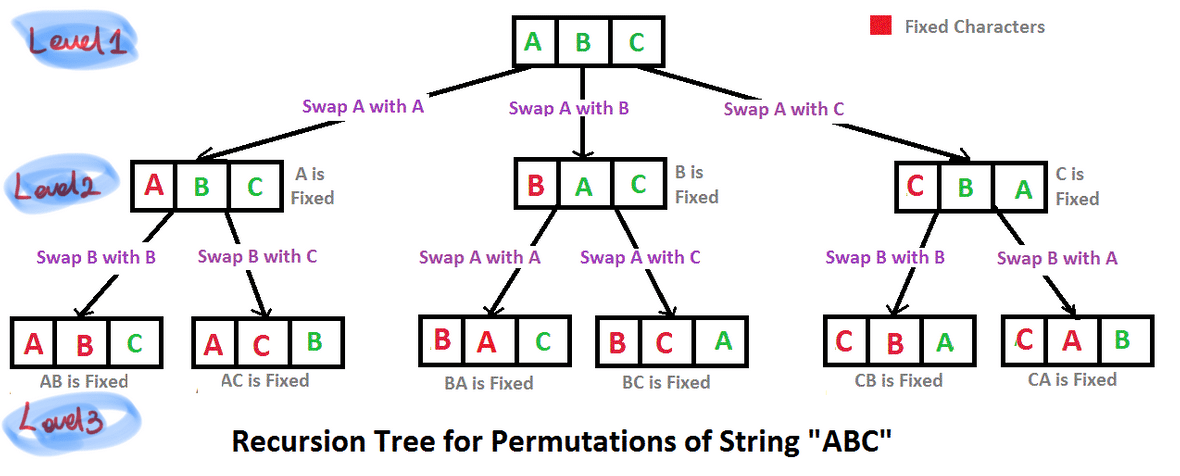 Level 1
A B C
Fixed Characters
Swap A with A
Swap A with B
Swap A with C
Level 2
A B C
A is
Fixed
B A C
B is
Fixed
C B A
C is
Fixed
Swap B with B
Swap B with C
Swap A with A
Swap A with C
Swap B with B
Swap B with A
A B C
A C B
B A C
B C A
C B A
C A B
AB is Fixed
AC is Fixed
BA is Fixed
BC is Fixed
CB is Fixed
CA is Fixed
Level 3
Recursion Tree for Permutations of String "ABC"